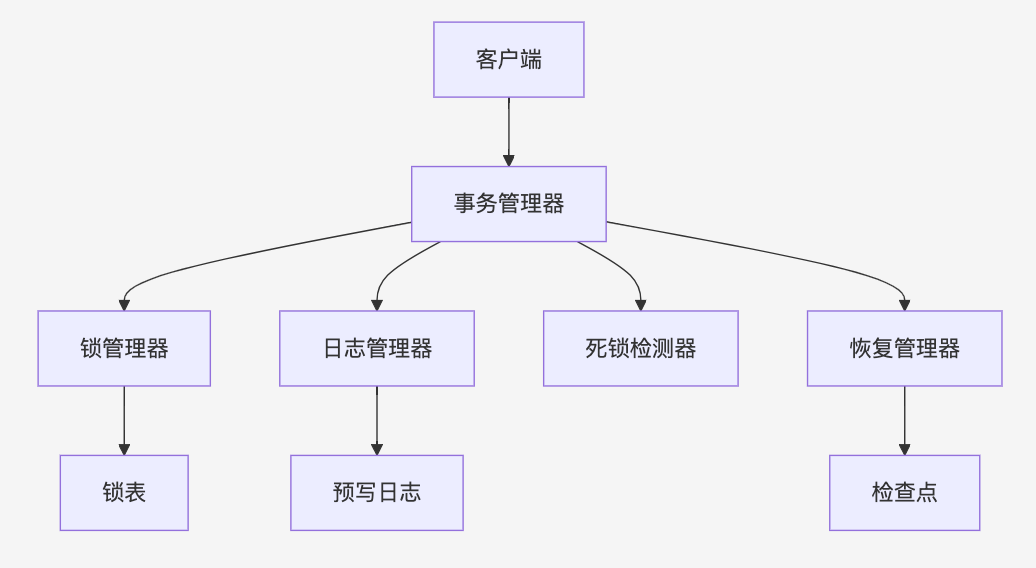 客户端
事务管理器
锁管理器
日志管理器
死锁检测器
恢复管理器
锁表
预写日志
检查点